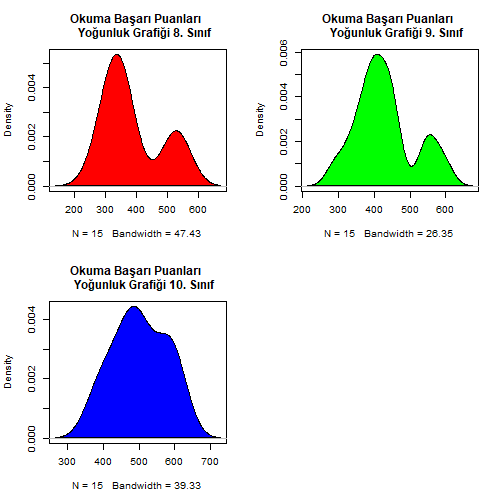 Okuma Başarı Puanları
Yoğunluk Grafiği 8. Sınıf
Density
0.000 0.002 0.004
200 300 400 500 600
N = 15 Bandwidth = 47.43
Okuma Başarı Puanları
Yoğunluk Grafiği 9. Sınıf
Density
0.000 0.002 0.004 0.006
200 300 400 500 600
N = 15 Bandwidth = 26.35
Okuma Başarı Puanları
Yoğunluk Grafiği 10. Sınıf
Density
0.000 0.002 0.004
300 400 500 600 700
N = 15 Bandwidth = 39.33